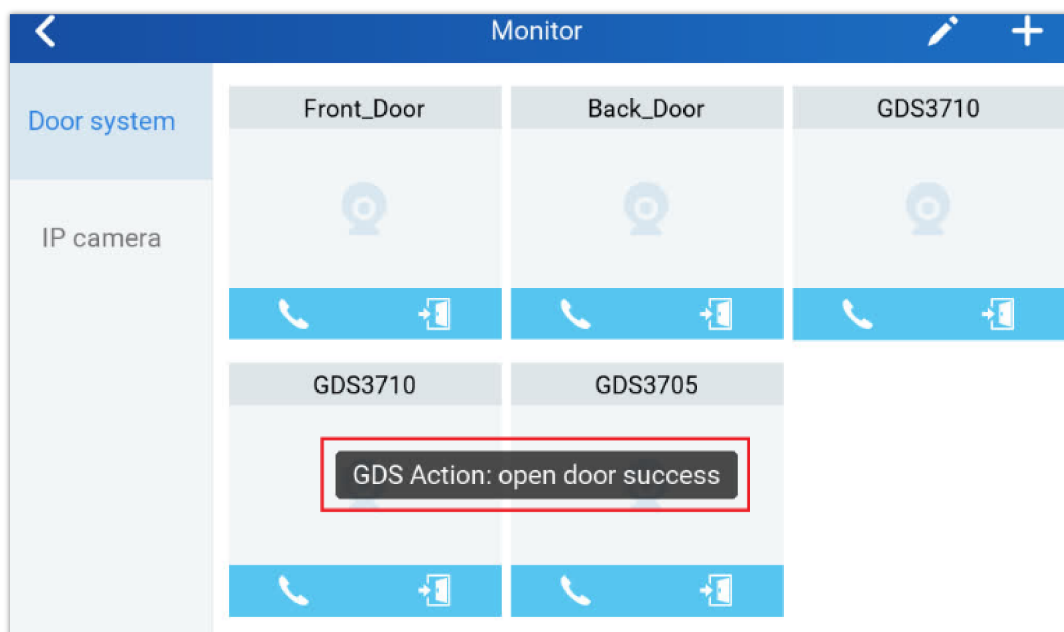 Monitor
Door system
IP camera
Front_Door
Back_Door
GDS3710
GDS3710
GDS3705
GDS Action: open door success